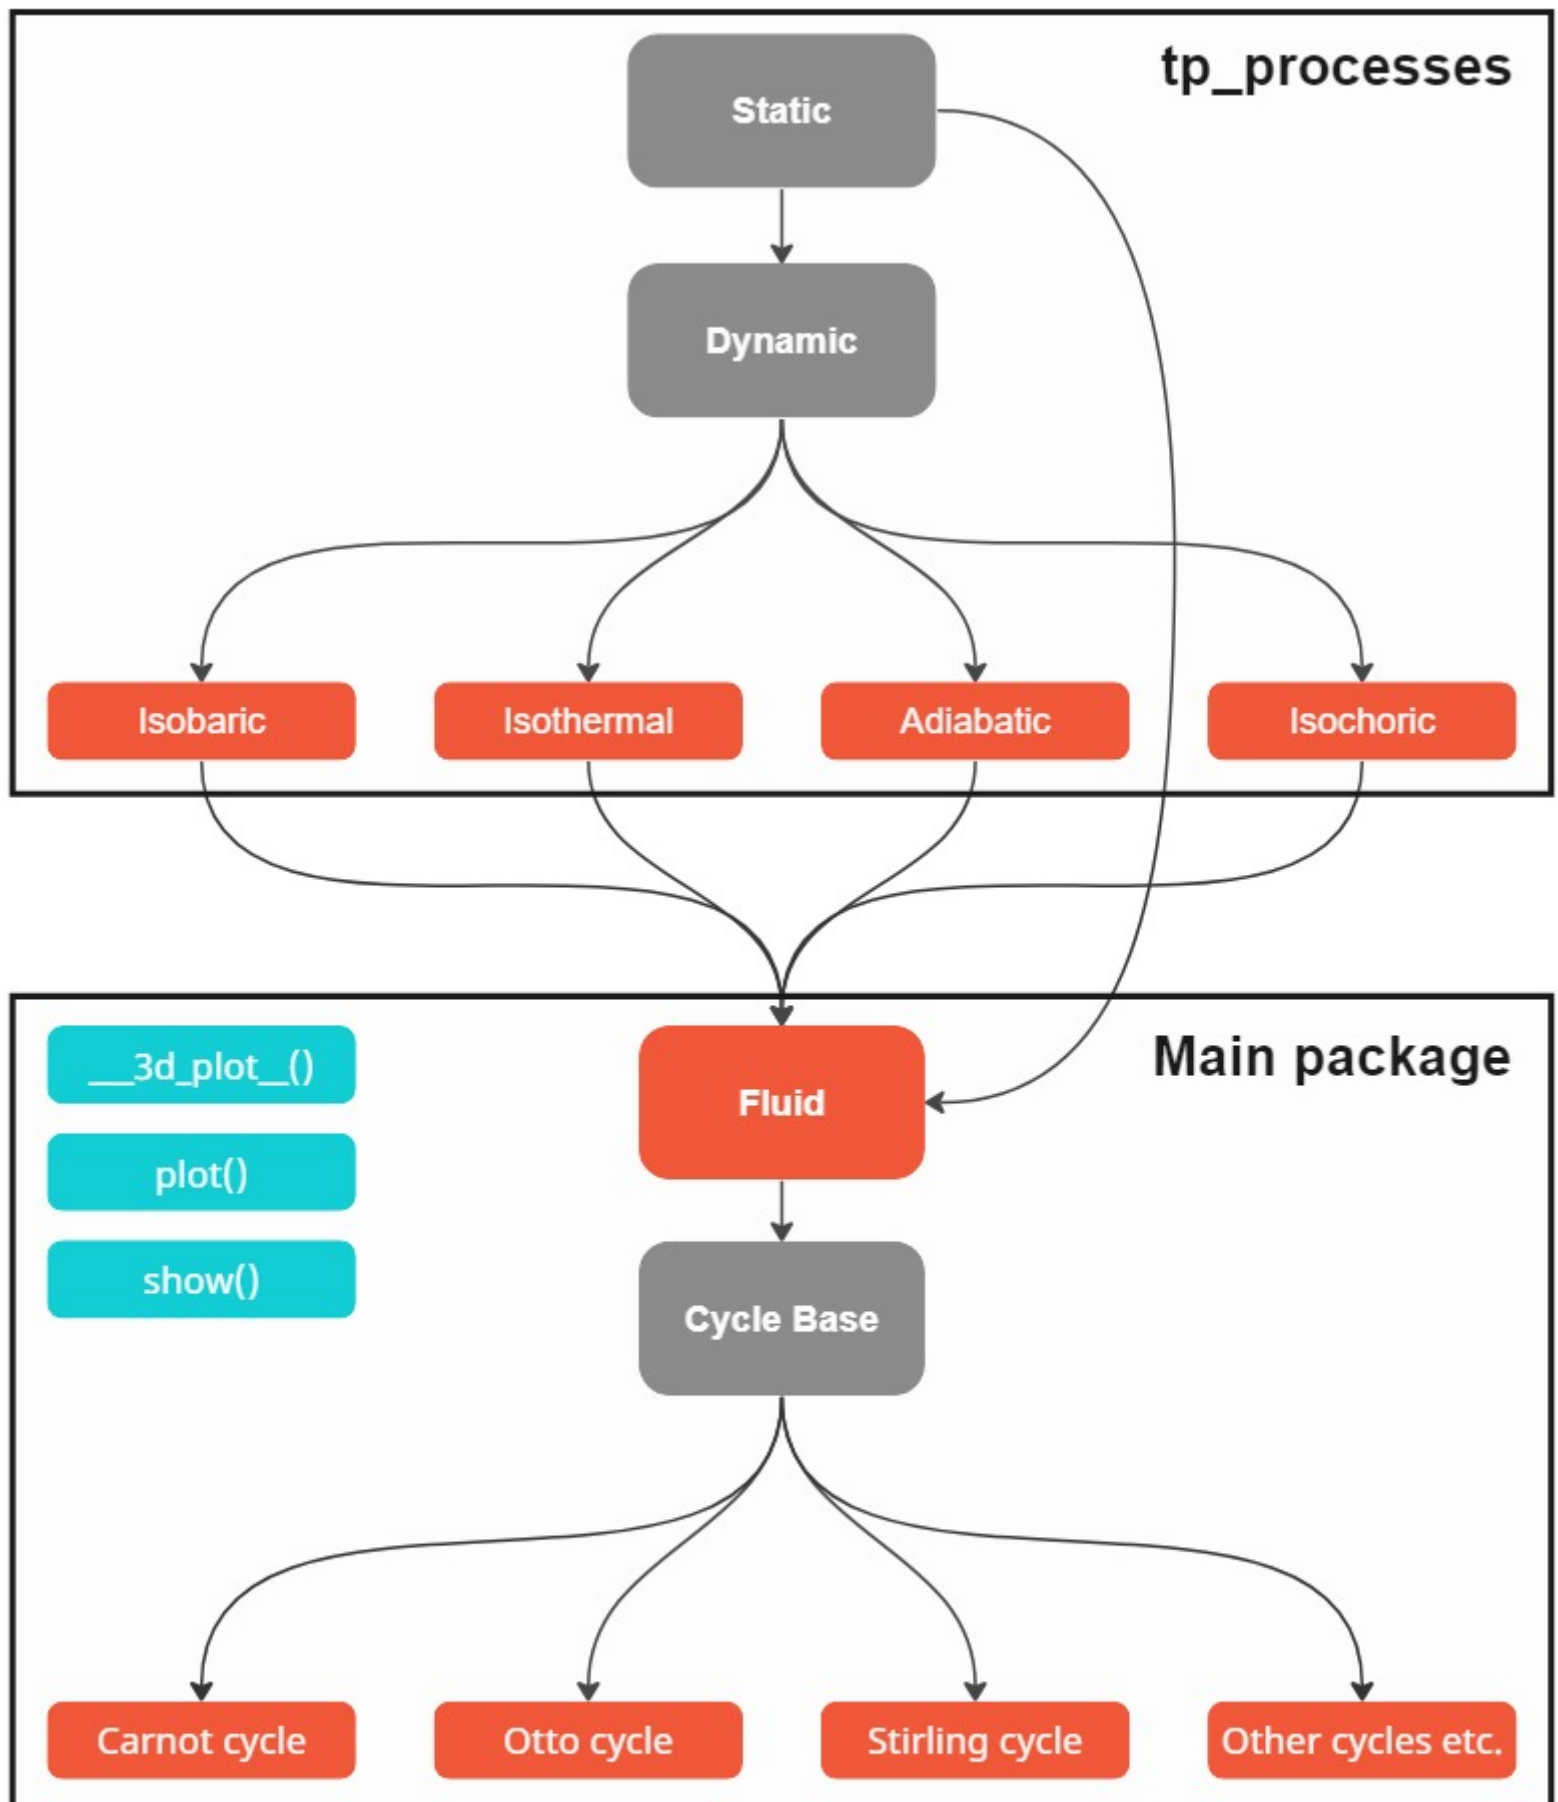 tp_processes
Static
Dynamic
Isobaric
Isothermal
Adiabatic
Isochoric
Main package
___3d_plot__()
plot()
show()
Fluid
Cycle Base
Carnot cycle
Otto cycle
Stirling cycle
Other cycles etc.